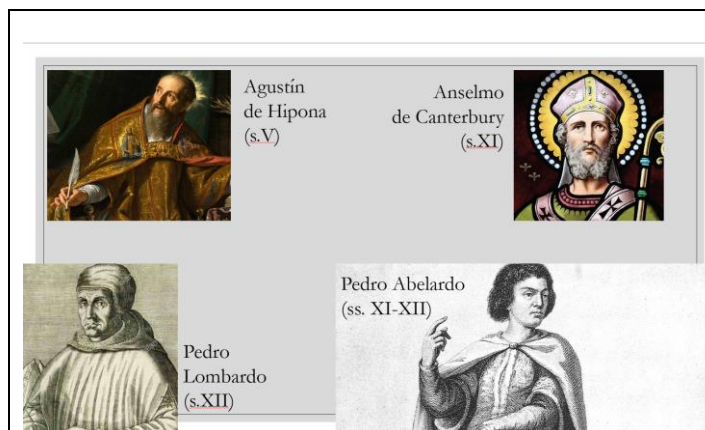 Agustín
de Hipona
(s.V)
Anselmo
de Canterbury
(s.XI)
Pedro
Lombardo
(s.XII)
Pedro Abelardo
(ss. XI-XII)